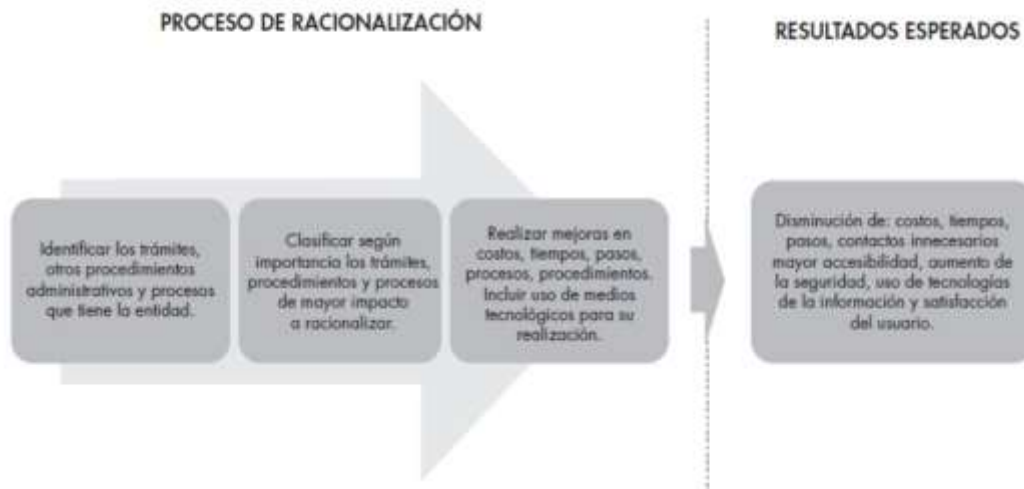 PROCESO DE RACIONALIZACIÓN
RESULTADOS ESPERADOS
Identificar los trámites,
otros procedimientos
administrativos y procesos
que tiene la entidad.
Clasificar según
importancia los trámites,
procedimientos y procesos
de mayor impacto
a racionalizar.
Realizar mejoras en
costos, tiempos, pasos,
procesos, procedimientos.
Incluir uso de medios
tecnológicos para su
realización.
Disminución de: costos, tiempos,
pasos, contactos innecesarios
mayor accesibilidad, aumento de
la seguridad, uso de tecnologías
de la información y satisfacción
del usuario.